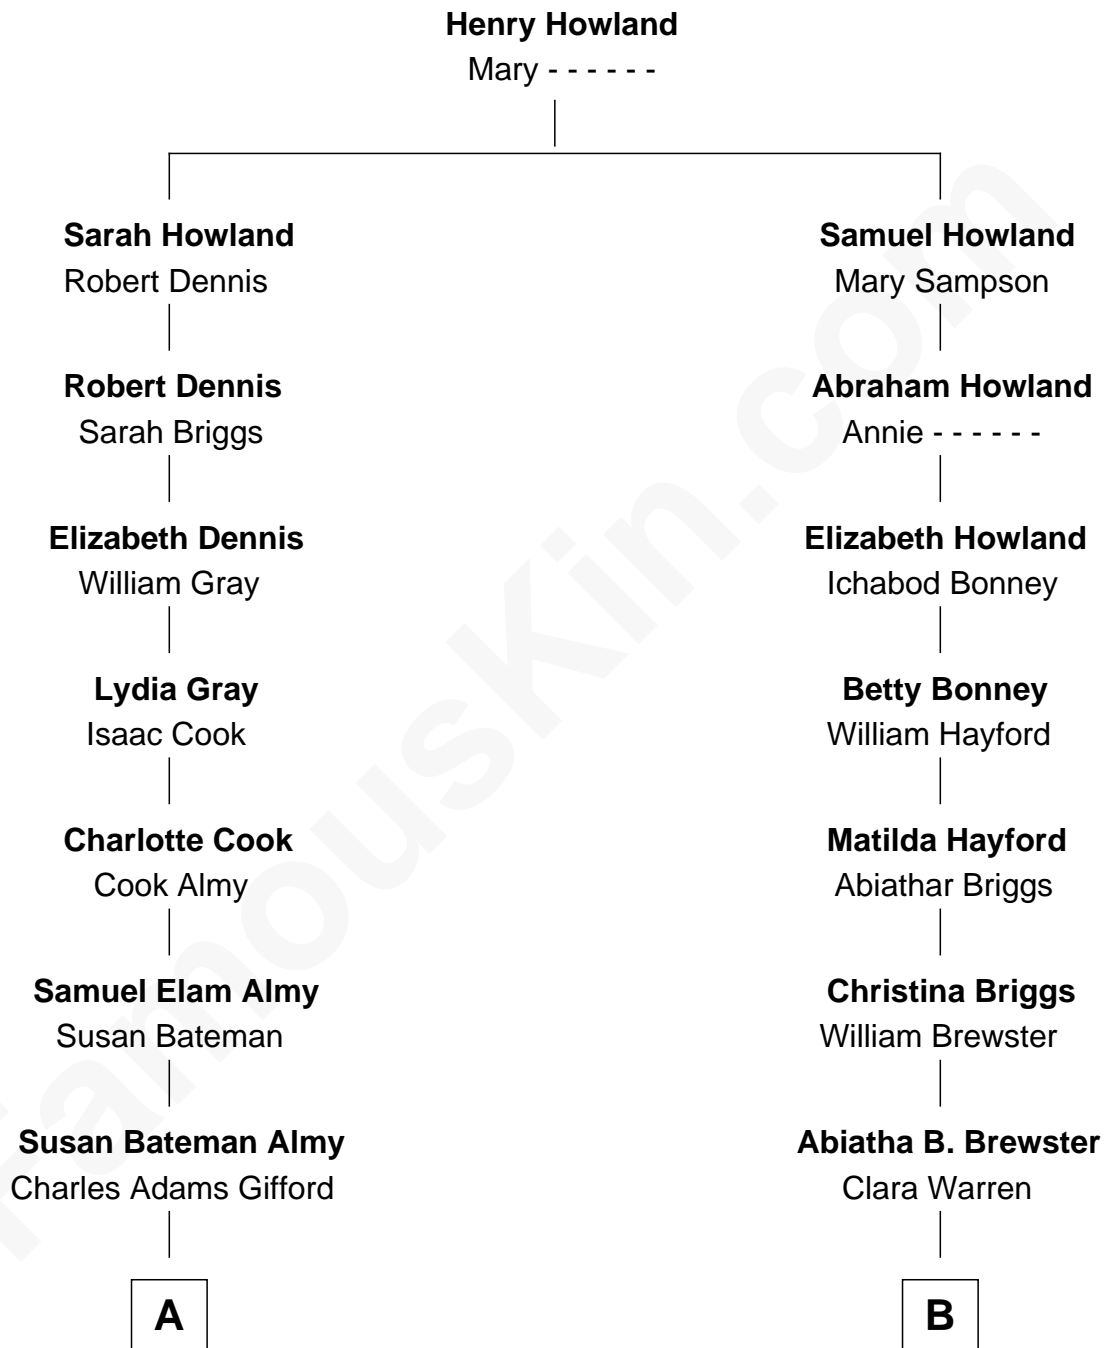 Henry Howland
Mary - - - - - -
Sarah Howland
Robert Dennis
Samuel Howland
Mary Sampson
Robert Dennis
Sarah Briggs
Abraham Howland
Annie - - - - - -
Elizabeth Dennis
William Gray
Elizabeth Howland
Ichabod Bonney
Lydia Gray
Isaac Cook
Betty Bonney
William Hayford
Charlotte Cook
Cook Almy
Matilda Hayford
Abiathar Briggs
Samuel Elam Almy
Susan Bateman
Christina Briggs
William Brewster
Susan Bateman Almy
Charles Adams Gifford
Abiatha B. Brewster
Clara Warren
A
B
FamousKin.com